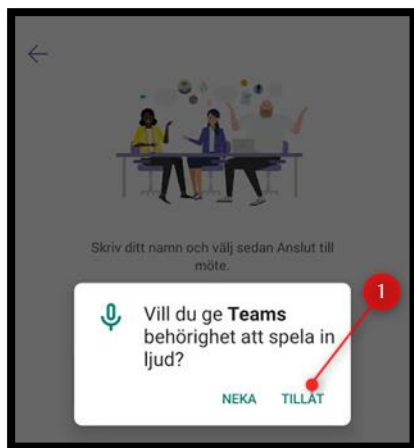 Skriv ditt namn och välj sedan Anslut till
möte.
1
Vill du ge Teams
behörighet att spela in
ljud?
NEKA TILLÅT